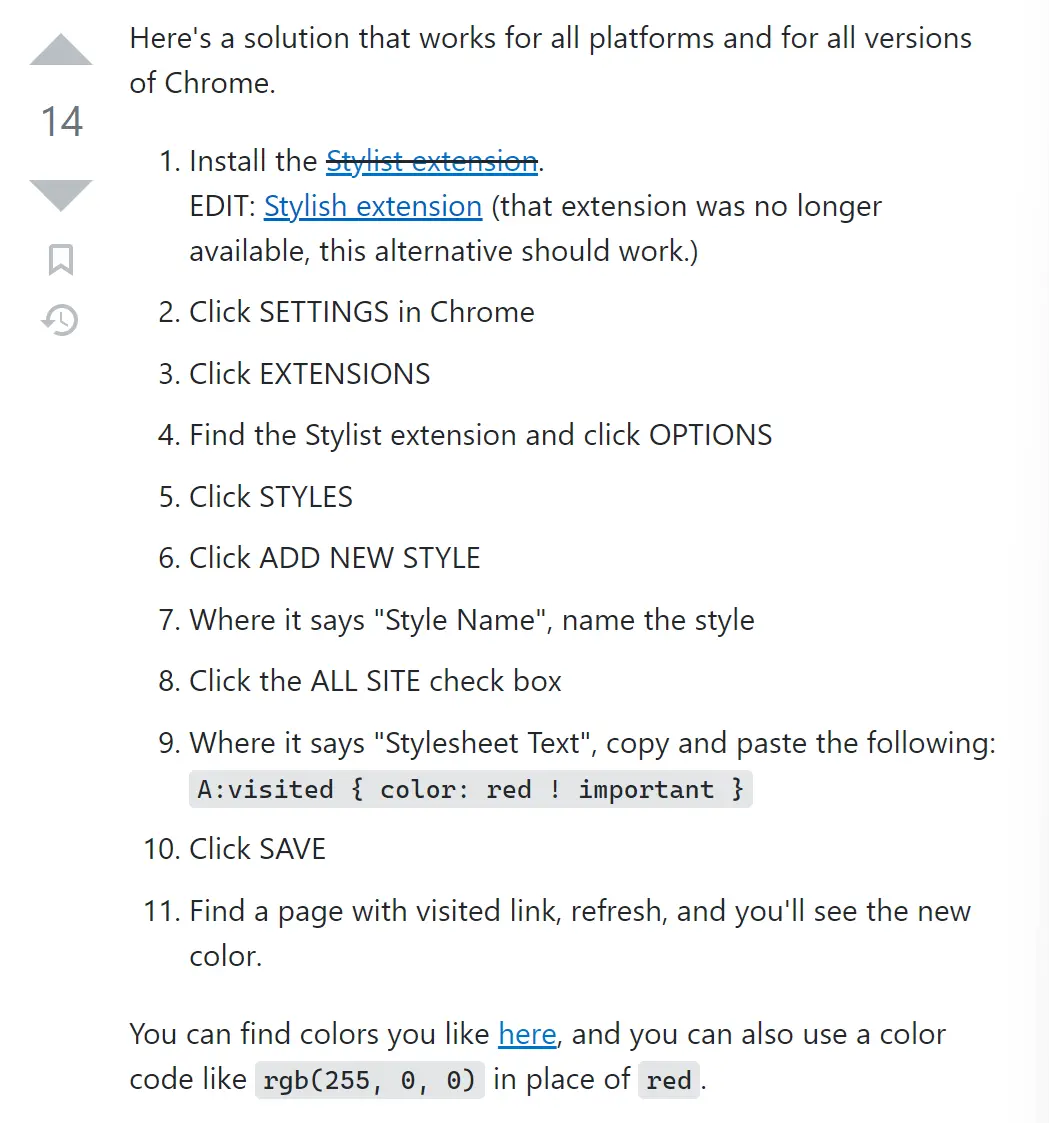 Here's a solution that works for all platforms and for all versions
of Chrome.
14
1. Install the Stylist extension.
EDIT: Stylish extension (that extension was no longer
available, this alternative should work.)
2. Click SETTINGS in Chrome
3. Click EXTENSIONS
4. Find the Stylist extension and click OPTIONS
5. Click STYLES
6. Click ADD NEW STYLE
7. Where it says "Style Name", name the style
8. Click the ALL SITE check box
9. Where it says "Stylesheet Text", copy and paste the following:
A:visited { color: red ! important }
10. Click SAVE
11. Find a page with visited link, refresh, and you'll see the new
color.
You can find colors you like here, and you can also use a color
code like rgb(255, 0, 0) in place of red.